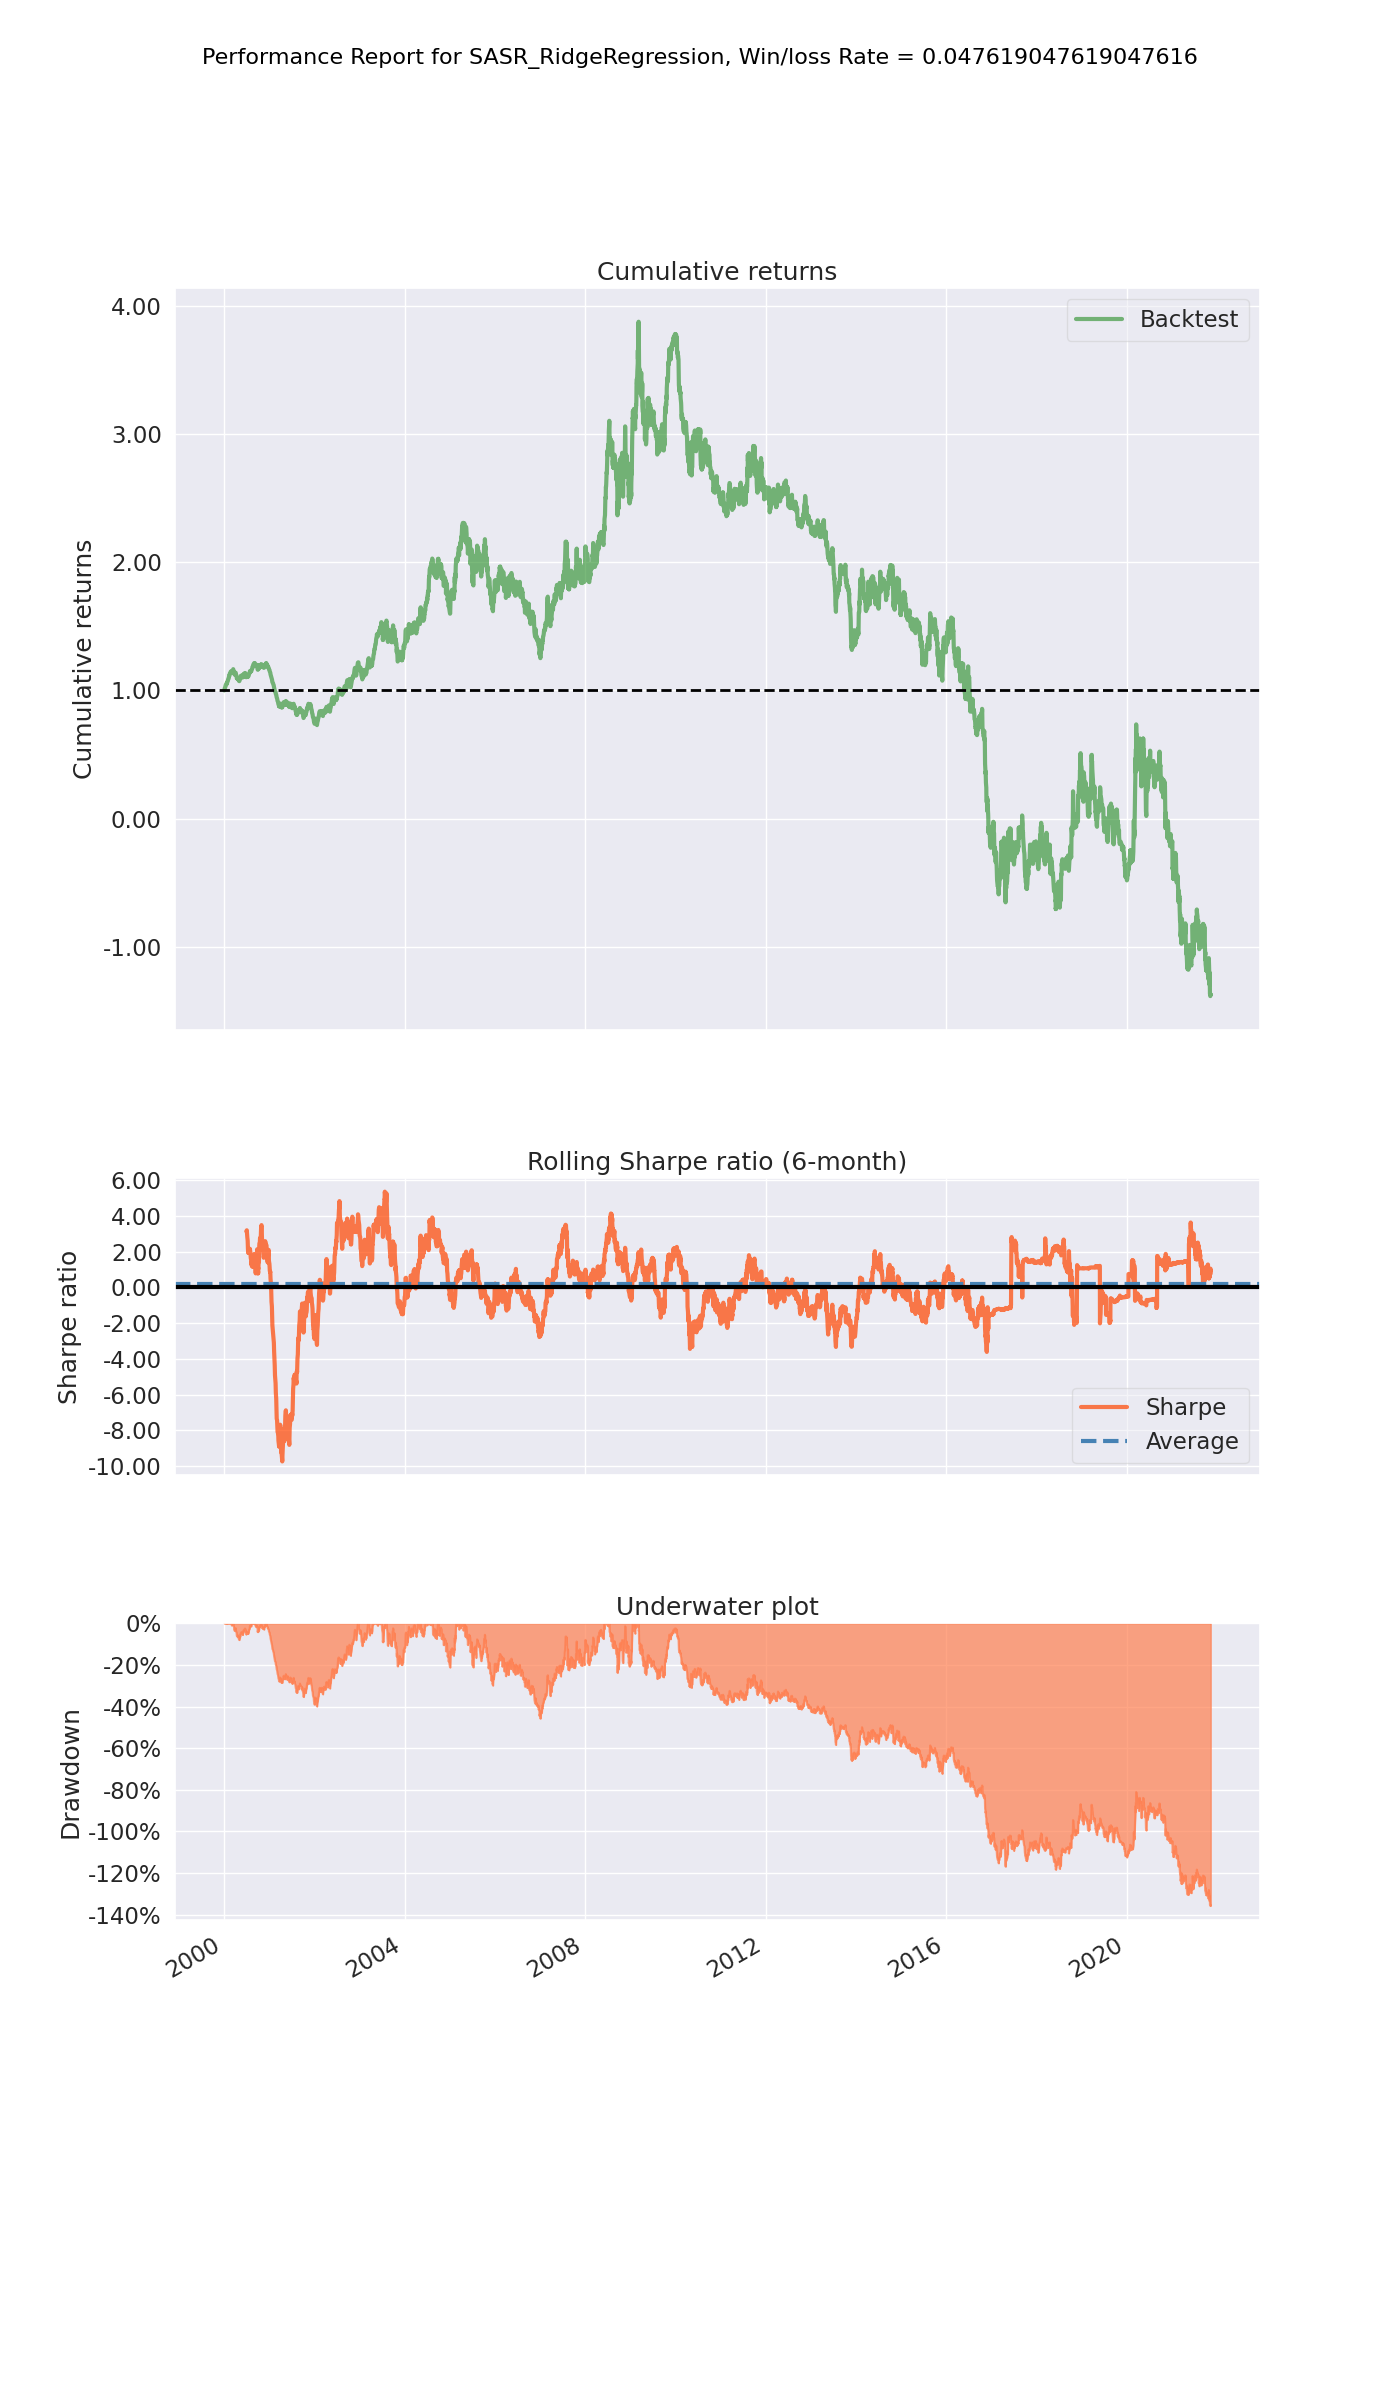 Performance Report for SASR_RidgeRegression, Win/loss Rate = 0.047619047619047616
Cumulative returns
4.00
3.00
2.00
1.00
0.00
-1.00
Cumulative returns
Backtest
Rolling Sharpe ratio (6-month)
6.00
4.00
2.00
0.00
-2.00
-4.00
-6.00
-8.00
-10.00
Sharpe ratio
Sharpe
Average
Underwater plot
0%
-20%
-40%
-60%
-80%
-100%
-120%
-140%
Drawdown
2000
2004
2008
2012
2016
2020